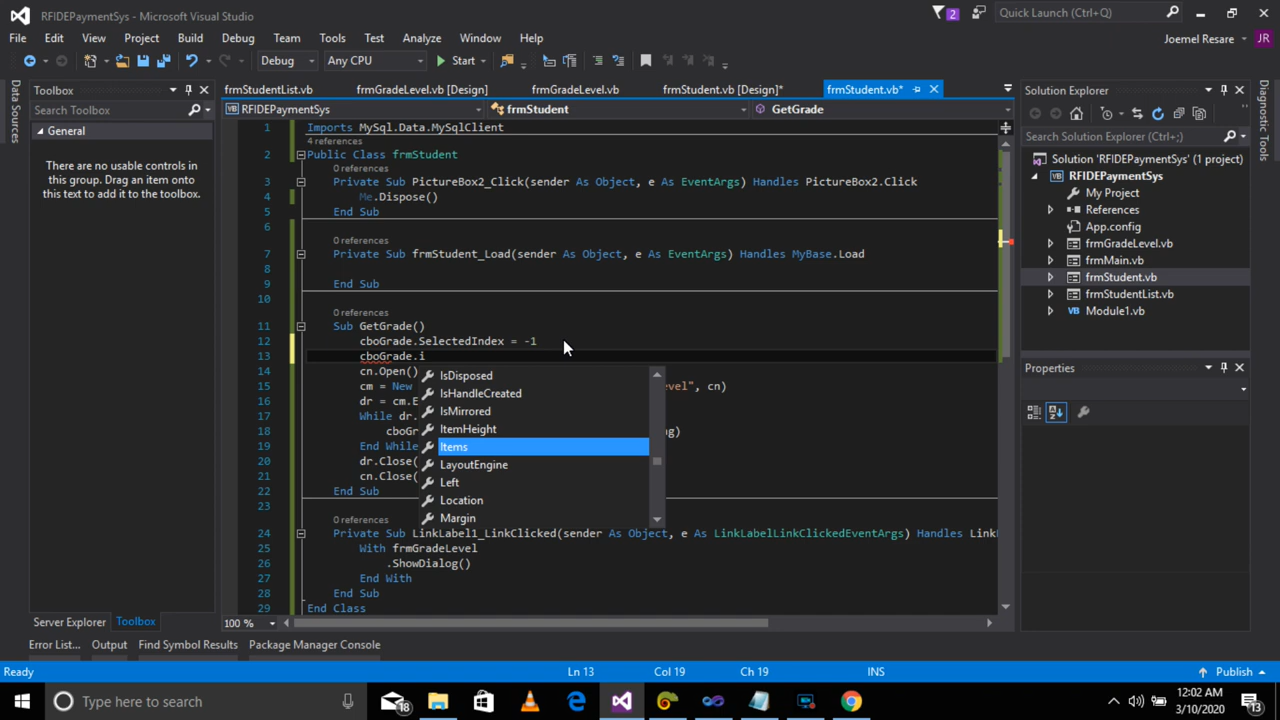 RFIDEPaymentSys - Microsoft Visual Studio
2
Quick Launch (Ctrl+Q)
File Edit View Project Build Debug Team Tools Test Analyze Window Help
Joemel Resare JR
Debug Any CPU Start
Data Sources
Toolbox
Search Toolbox
General
There are no usable controls in
this group. Drag an item onto
this text to add it to the toolbox.
frmStudentList.vb frmGradeLevel.vb [Design] frmGradeLevel.vb frmStudent.vb [Design]* frmStudent.vb*
RFIDEPaymentSys frmStudent GetGrade
1 Imports MySql.Data.MySqlClient
4 references
2 Public Class frmStudent
0 references
3 Private Sub PictureBox2_Click(sender As Object, e As EventArgs) Handles PictureBox2.Click
4 Me.Dispose()
5 End Sub
6
0 references
7 Private Sub frmStudent_Load(sender As Object, e As EventArgs) Handles MyBase.Load
8
9 End Sub
10
0 references
11 Sub GetGrade()
12 cboGrade.SelectedIndex = -1
13 cboGrade.i
14 cn.Open()
15 cm = New evel", cn)
16 dr = cm.E
17 While dr.
18 cboGr g)
19 End While
20 dr.Close(
21 cn.Close(
22 End Sub
23
IsDisposed
IsHandleCreated
IsMirrored
ItemHeight
Items
LayoutEngine
Left
Location
Margin
0 references
24 Private Sub LinkLabel1_LinkClicked(sender As Object, e As LinkLabelLinkClickedEventArgs) Handles Link
25 With frmGradeLevel
26 .ShowDialog()
27 End With
28 End Sub
29 End Class
100 %
Solution Explorer
Search Solution Explorer (Ctrl+;)
Solution 'RFIDEPaymentSys' (1 project)
RFIDEPaymentSys
My Project
References
App.config
frmGradeLevel.vb
frmMain.vb
frmStudent.vb
frmStudentList.vb
Module1.vb
Properties
Diagnostic Tools
Server Explorer Toolbox
Error List... Output Find Symbol Results Package Manager Console
Ready Ln 13 Col 19 Ch 19 INS Publish
Type here to search
18
12:02 AM
3/10/2020
13